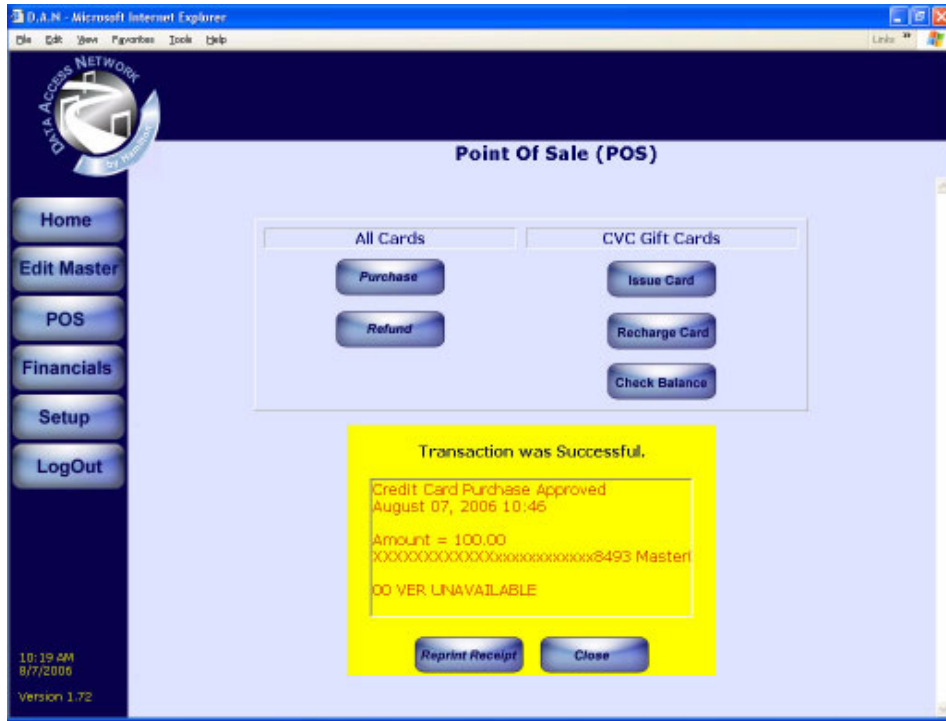 D.A.N - Microsoft Internet Explorer
File Edit View Favorites Tools Help
Links »
DATA ACCESS NETWORK
by Hamilton
Point Of Sale (POS)
Home
Edit Master
POS
Financials
Setup
LogOut
All Cards
CVC Gift Cards
Purchase
Issue Card
Refund
Recharge Card
Check Balance
Transaction was Successful.
Credit Card Purchase Approved
August 07, 2006 10:46
Amount = 100.00
XXXXXXXXXXXXxxxxxxxxxxxxx8493 Master
00 VER UNAVAILABLE
Reprint Receipt
Close
10:19 AM
8/7/2006
Version 1.72